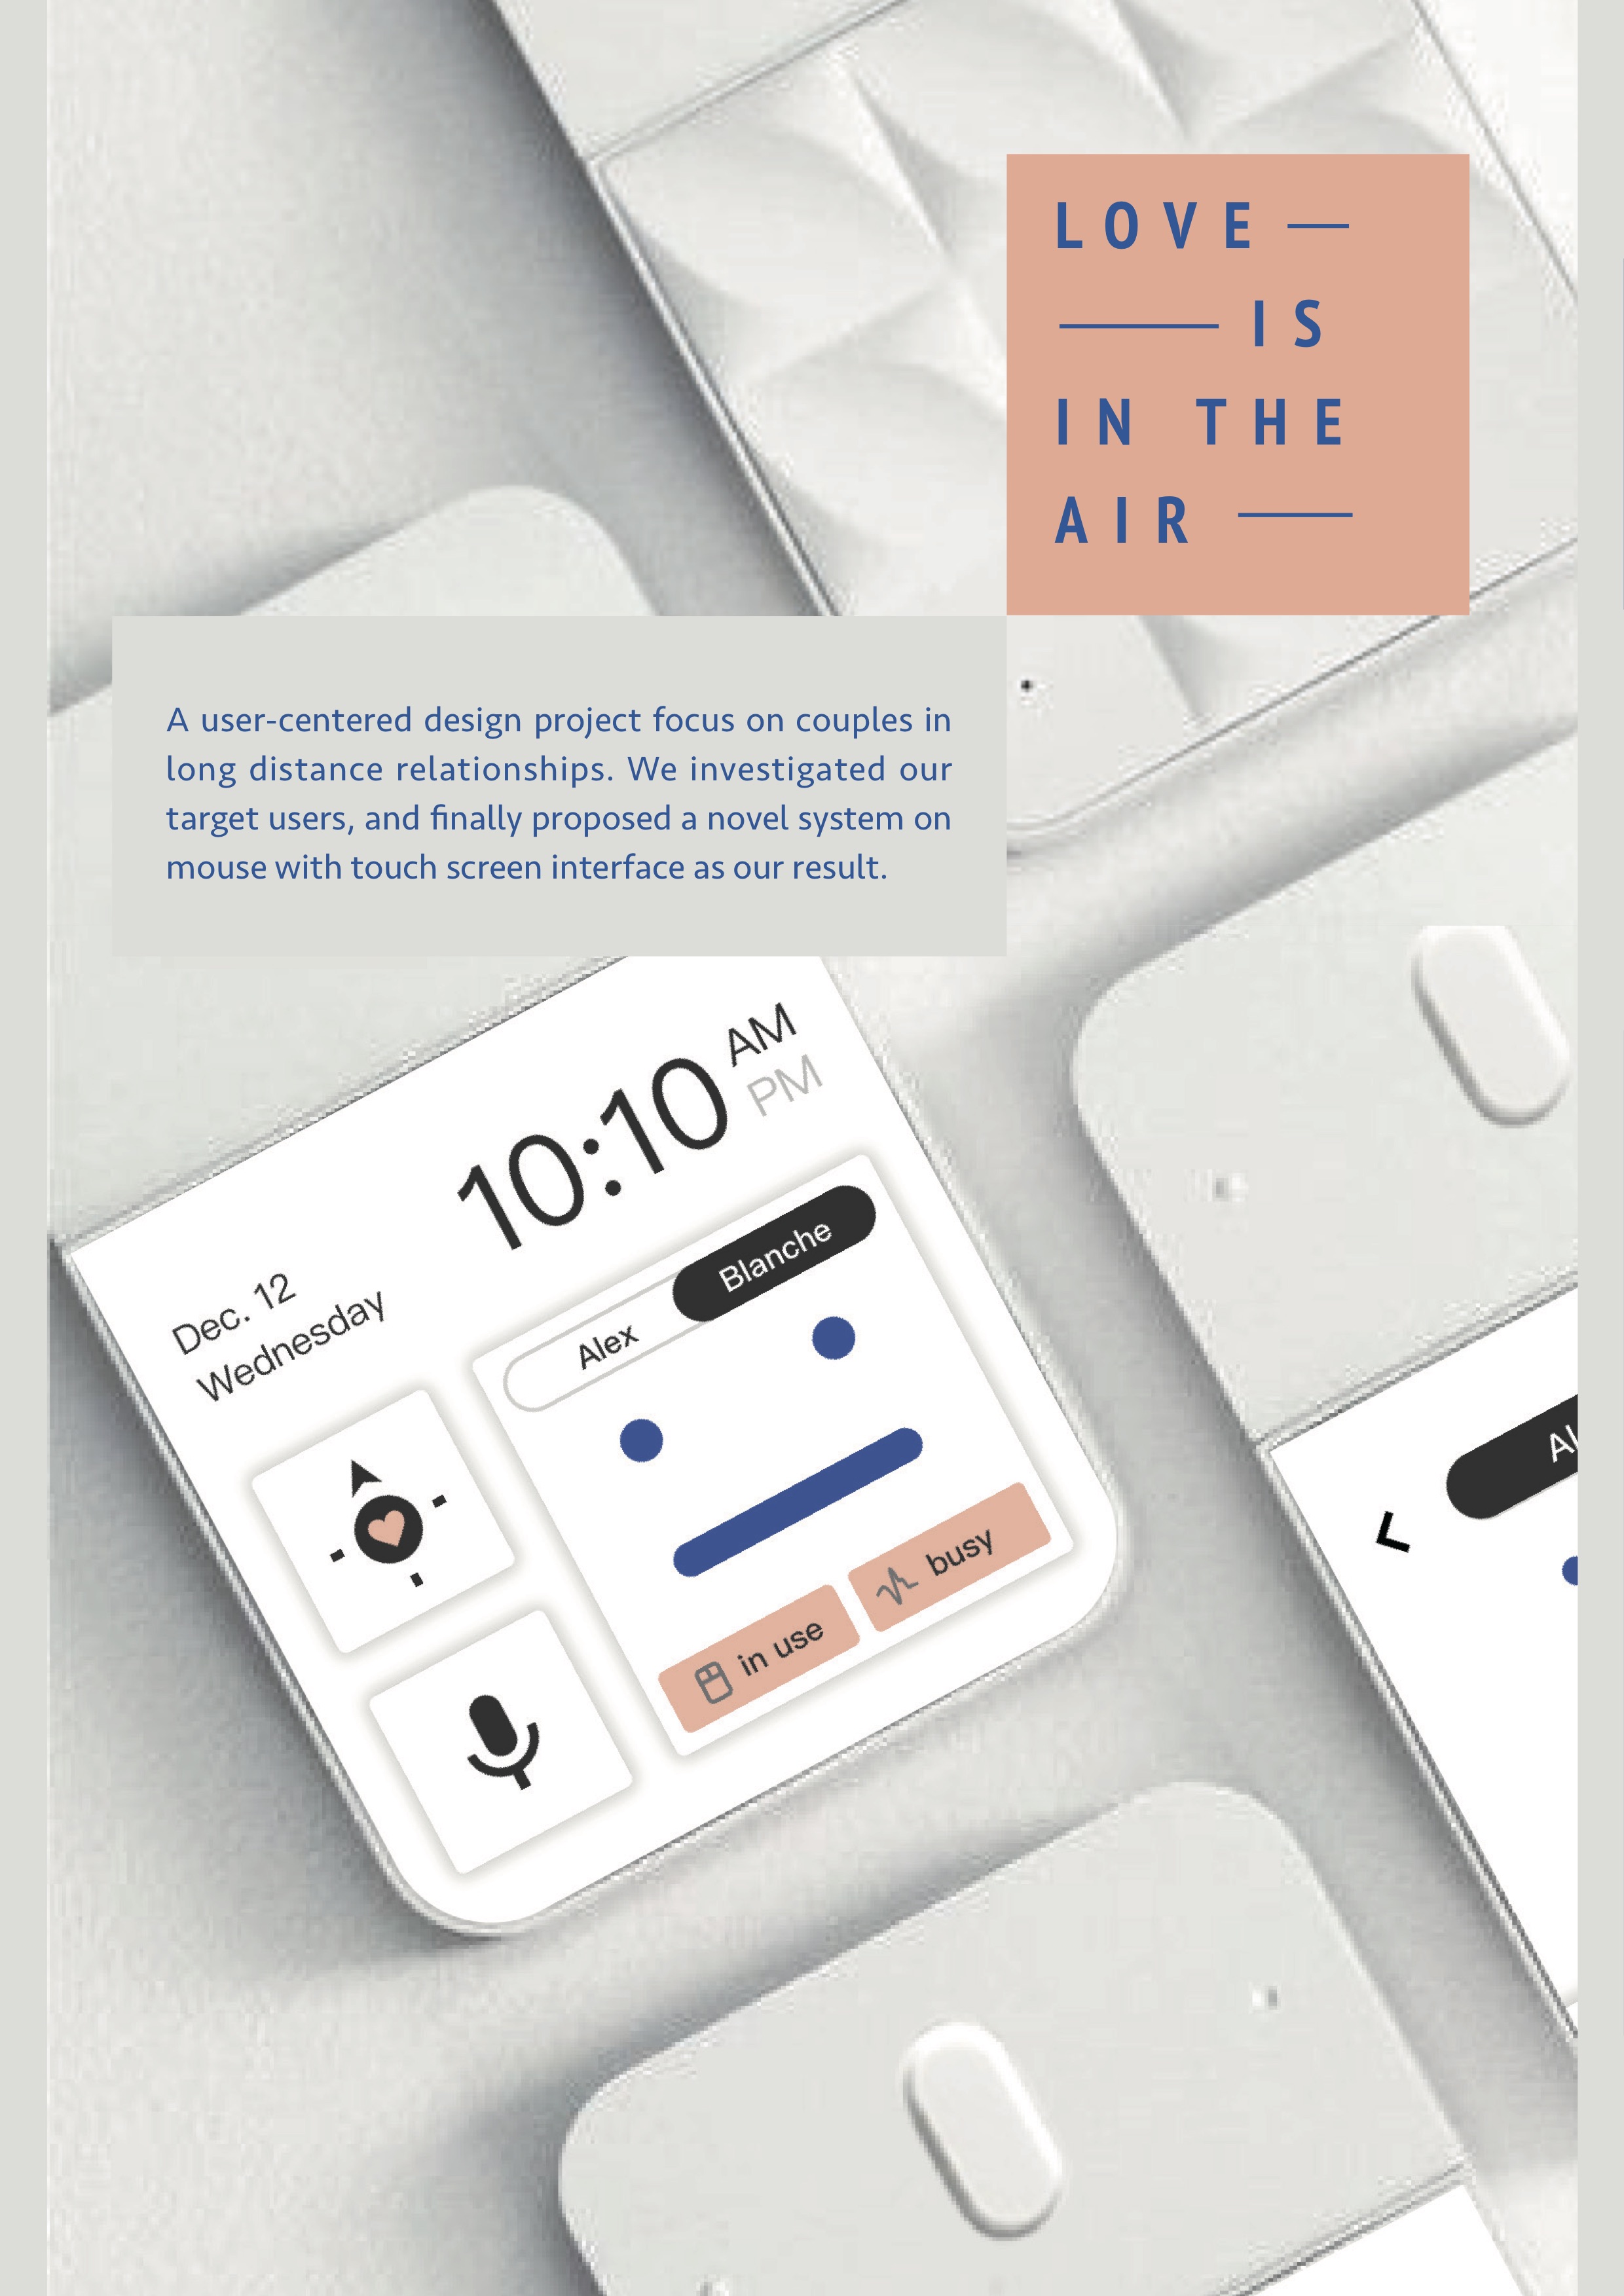 LOVE
IS
IN THE
AIR
A user-centered design project focus on couples in
long distance relationships. We investigated our
target users, and finally proposed a novel system on
mouse with touch screen interface as our result.
10:10 AM
PM
Dec. 12
Wednesday
Alex Blanche
in use busy